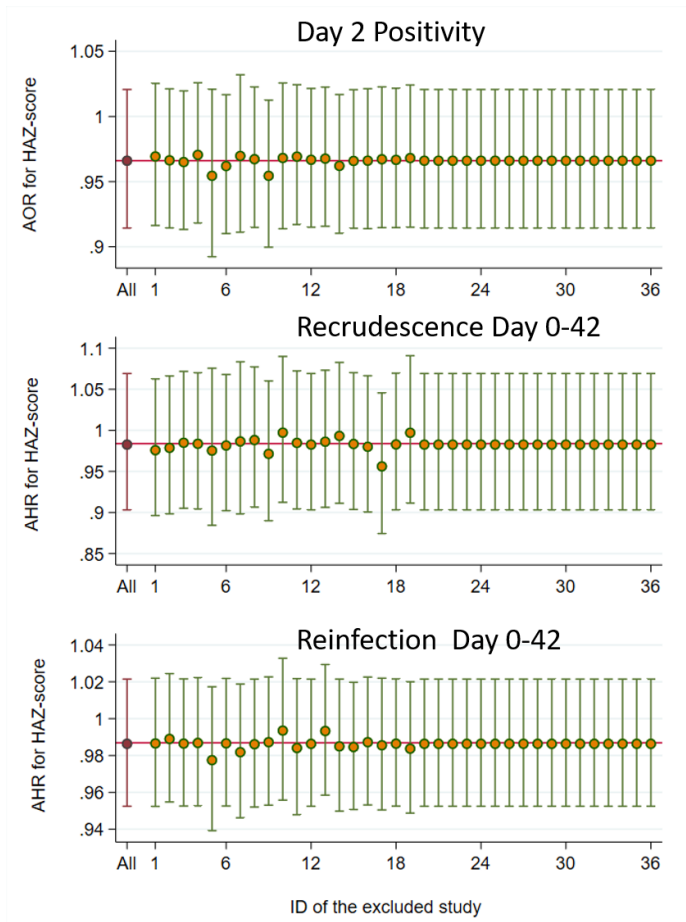 Day 2 Positivity
AOR for HAZ-score
1.05
1
.95
.9
All 1 6 12 18 24 30 36
Recrudescence Day 0-42
AHR for HAZ-score
1.1
1.05
1
.95
.9
.85
All 1 6 12 18 24 30 36
Reinfection Day 0-42
AHR for HAZ-score
1.04
1.02
1
.98
.96
.94
All 1 6 12 18 24 30 36
ID of the excluded study